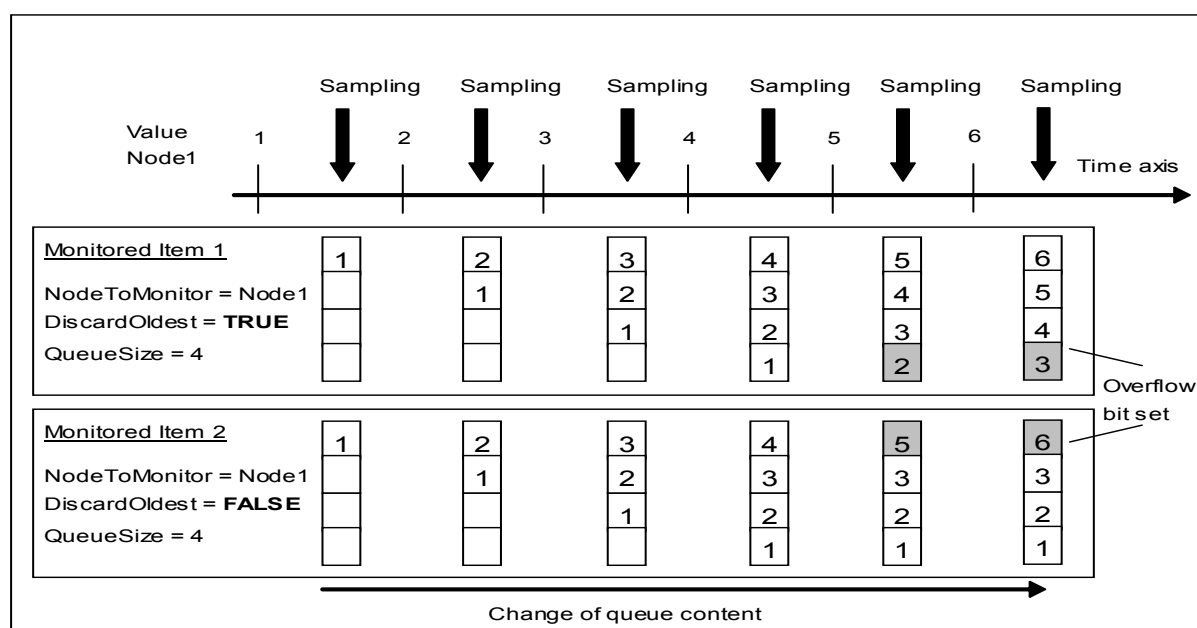 Sampling Sampling Sampling Sampling Sampling Sampling
Value
Node1
1 2 3 4 5 6
Time axis
Monitored Item 1
NodeToMonitor = Node1
DiscardOldest = TRUE
QueueSize = 4
1 2 3 4 5 6
1 2 3 4 5
1 2 3 4
1 2 3
Overflow
bit set
Monitored Item 2
NodeToMonitor = Node1
DiscardOldest = FALSE
QueueSize = 4
1 2 3 4 5 6
1 2 3 3 3
1 2 2 2
1 1 1
Change of queue content